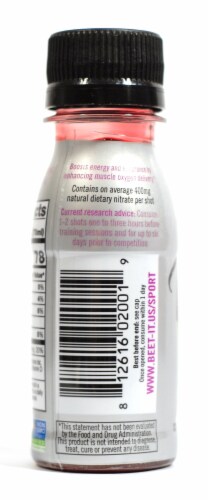 Boosts energy and
enhancing muscle oxygen delivery*
Contains on average 400mg
natural dietary nitrate per shot.
Current research advice: Consume
1-2 shots one to three hours before
training sessions and for up to six
days prior to competition.
8 12616 02001 9
Best before end: see cap
Once opened, consume within 1 day
WWW.BEET-IT.US/SPORT
*This statement has not been evaluated
by the Food and Drug Administration.
This product is not intended to diagnose,
treat, cure or prevent any disease.